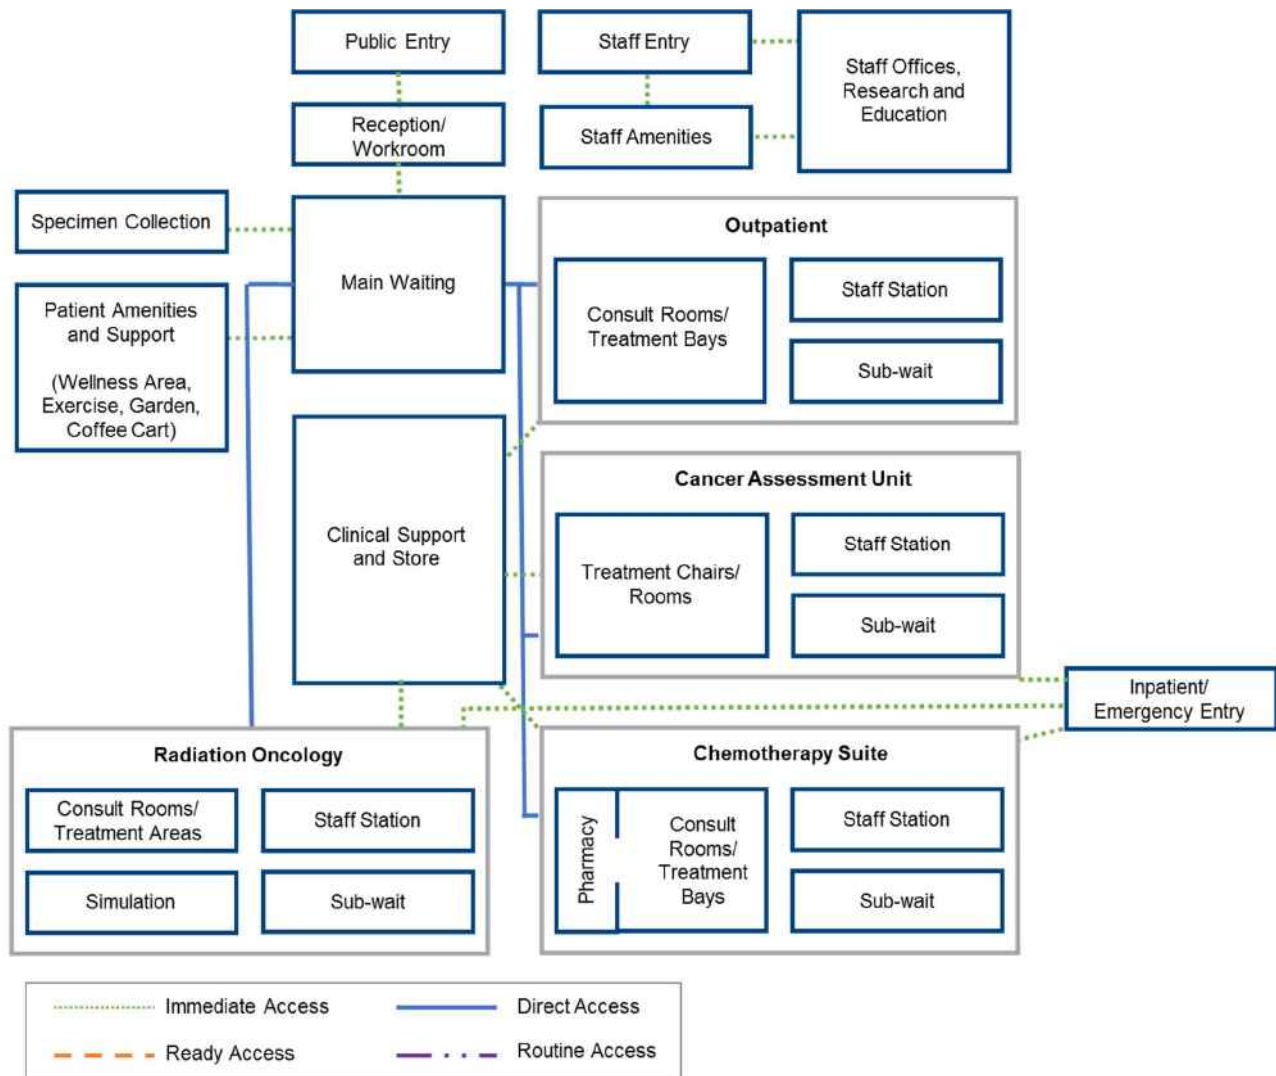 Public Entry
Staff Entry
Staff Offices,
Research and
Education
Reception/
Workroom
Staff Amenities
Specimen Collection
Main Waiting
Patient Amenities
and Support
(Wellness Area,
Exercise, Garden,
Coffee Cart)
Outpatient
Consult Rooms/
Treatment Bays
Staff Station
Sub-wait
Clinical Support
and Store
Cancer Assessment Unit
Treatment Chairs/
Rooms
Staff Station
Sub-wait
Inpatient/
Emergency Entry
Radiation Oncology
Consult Rooms/
Treatment Areas
Staff Station
Simulation
Sub-wait
Chemotherapy Suite
Pharmacy
Consult
Rooms/
Treatment
Bays
Staff Station
Sub-wait
Immediate Access
Direct Access
Ready Access
Routine Access